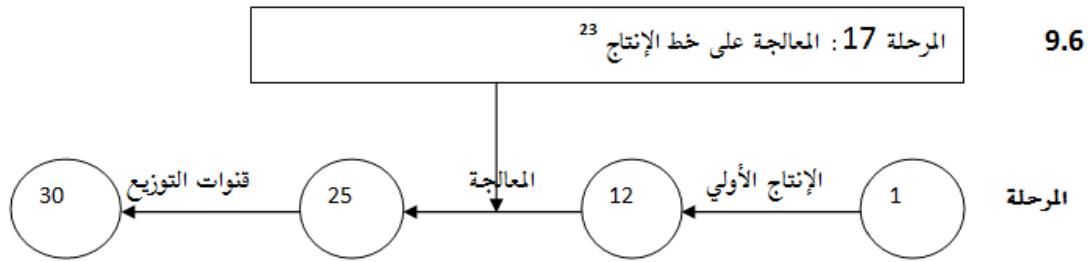 9.6 المرحلة 17: المعالجة على خط الإنتاج 23
الإنتاج الأولي المعالجة قنوات التوزيع
المرحلة 1 12 25 30